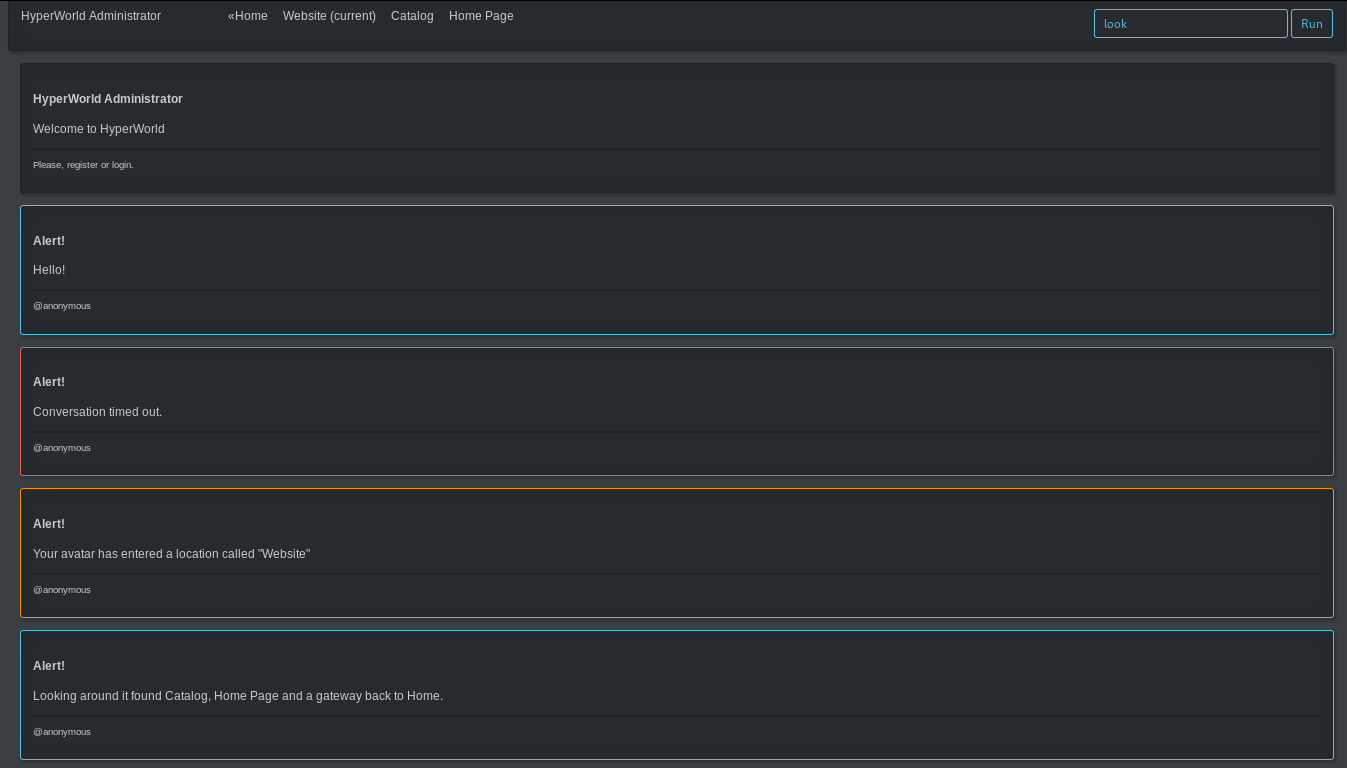 HyperWorld Administrator «Home Website (current) Catalog Home Page look Run
HyperWorld Administrator
Welcome to HyperWorld
Please, register or login.
Alert!
Hello!
@anonymous
Alert!
Conversation timed out.
@anonymous
Alert!
Your avatar has entered a location called "Website"
@anonymous
Alert!
Looking around it found Catalog, Home Page and a gateway back to Home.
@anonymous